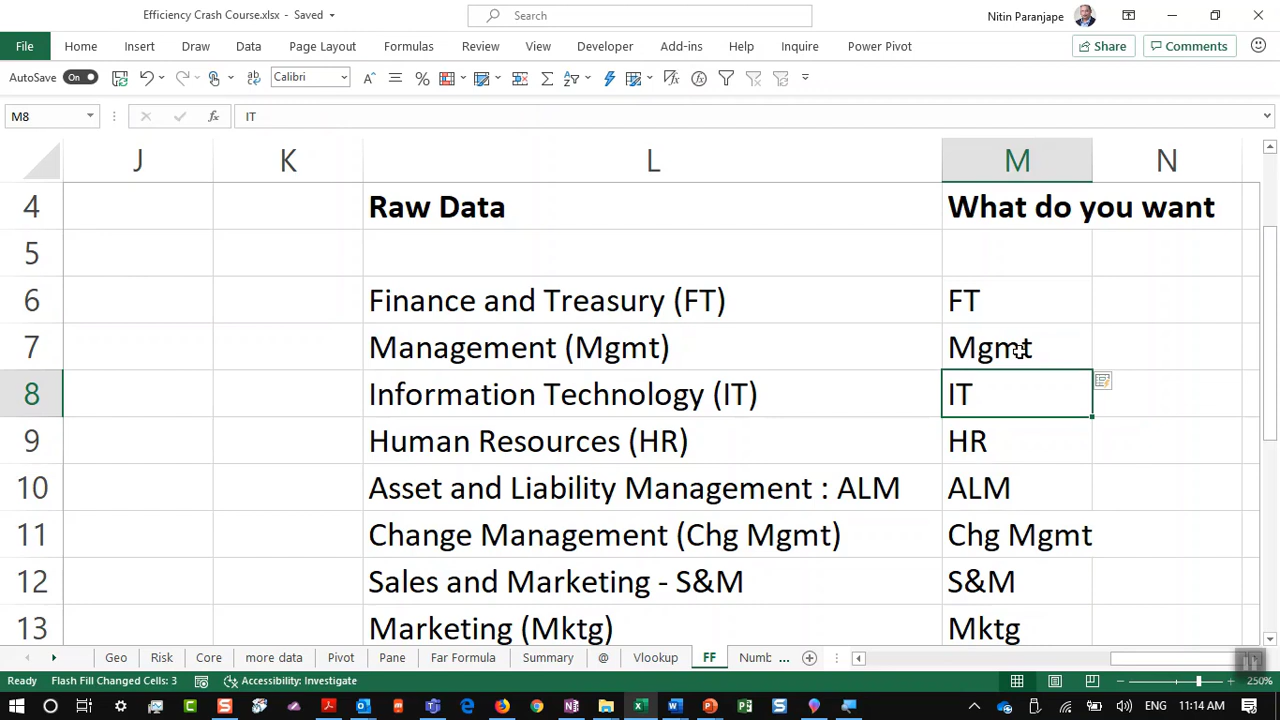 Efficiency Crash Course.xlsx - Saved
Search
Nitin Paranjape
File Home Insert Draw Data Page Layout Formulas Review View Developer Add-ins Help Inquire Power Pivot Share Comments
AutoSave On Calibri
M8 IT
J K L M N
4 Raw Data What do you want
5
6 Finance and Treasury (FT) FT
7 Management (Mgmt) Mgmt
8 Information Technology (IT) IT
9 Human Resources (HR) HR
10 Asset and Liability Management : ALM ALM
11 Change Management (Chg Mgmt) Chg Mgmt
12 Sales and Marketing - S&M S&M
13 Marketing (Mktg) Mktg
Geo Risk Core more data Pivot Pane Far Formula Summary @ Vlookup FF Numb ...
Ready Flash Fill Changed Cells: 3 Accessibility: Investigate 250%
ENG 11:14 AM